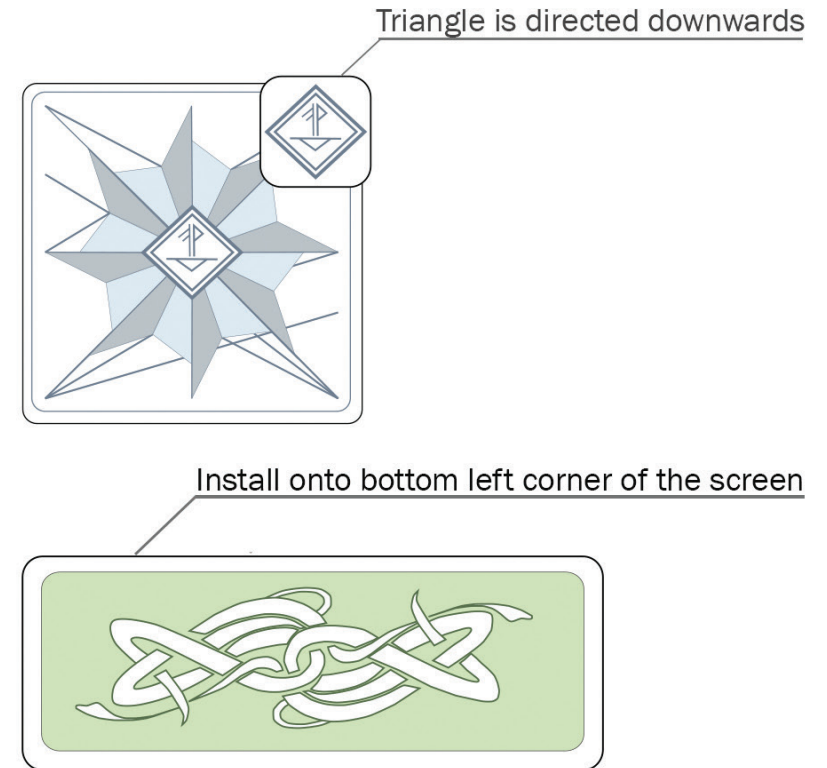 Triangle is directed downwards
Install onto bottom left corner of the screen